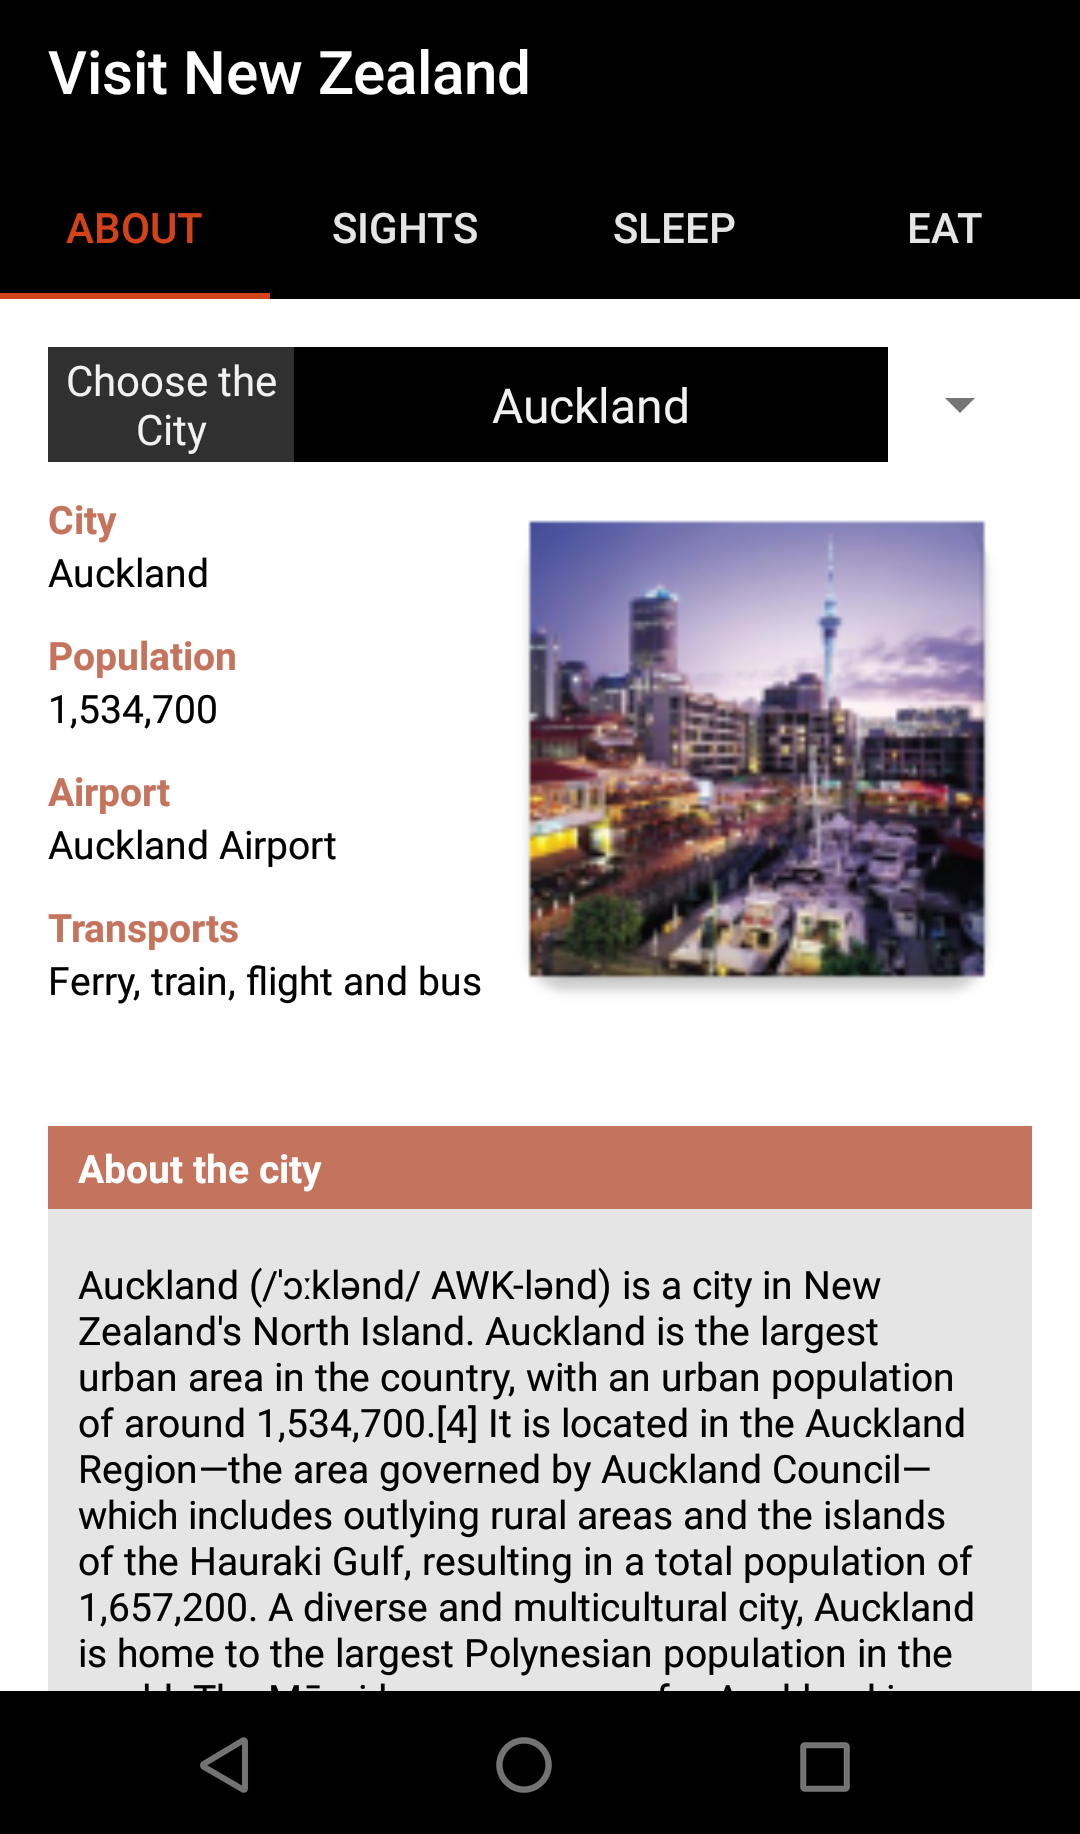 Visit New Zealand
ABOUT
SIGHTS
SLEEP
EAT
Choose the
City
Auckland
City
Auckland
Population
1,534,700
Airport
Auckland Airport
Transports
Ferry, train, flight and bus
About the city
Auckland (/ˈɔːklənd/ AWK-lənd) is a city in New
Zealand's North Island. Auckland is the largest
urban area in the country, with an urban population
of around 1,534,700.[4] It is located in the Auckland
Region—the area governed by Auckland Council—
which includes outlying rural areas and the islands
of the Hauraki Gulf, resulting in a total population of
1,657,200. A diverse and multicultural city, Auckland
is home to the largest Polynesian population in the